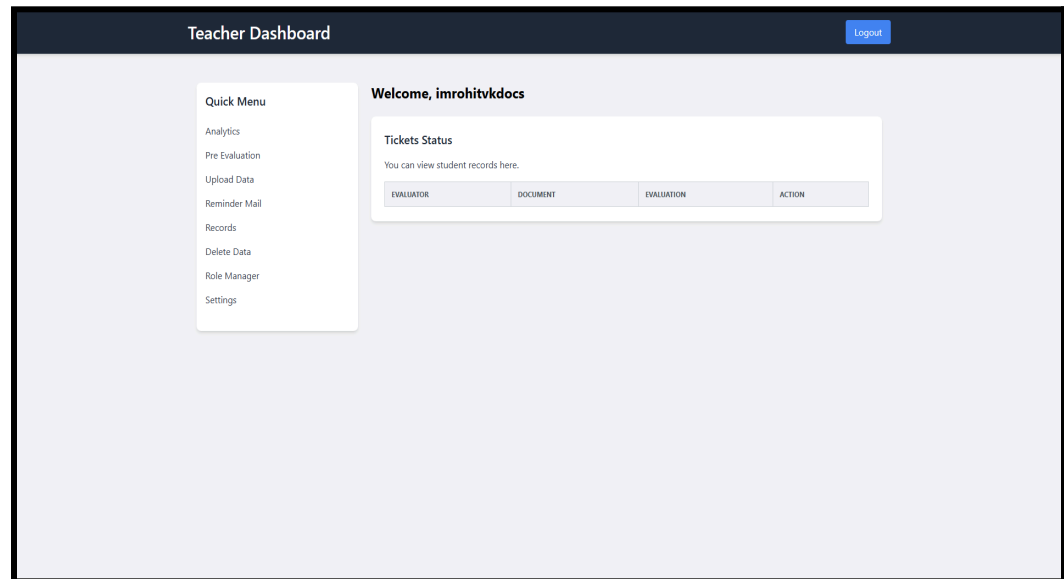 Teacher Dashboard
Logout
Quick Menu
Analytics
Pre Evaluation
Upload Data
Reminder Mail
Records
Delete Data
Role Manager
Settings
Welcome, imrohitvkdocs
Tickets Status
You can view student records here.
EVALUATOR DOCUMENT EVALUATION ACTION